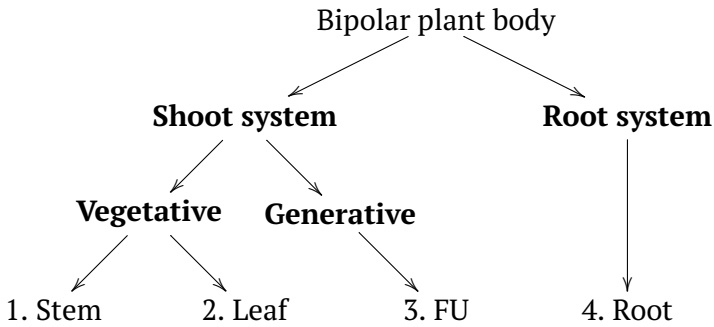 Bipolar plant body
Shoot system
Root system
Vegetative
Generative
1. Stem
2. Leaf
3. FU
4. Root